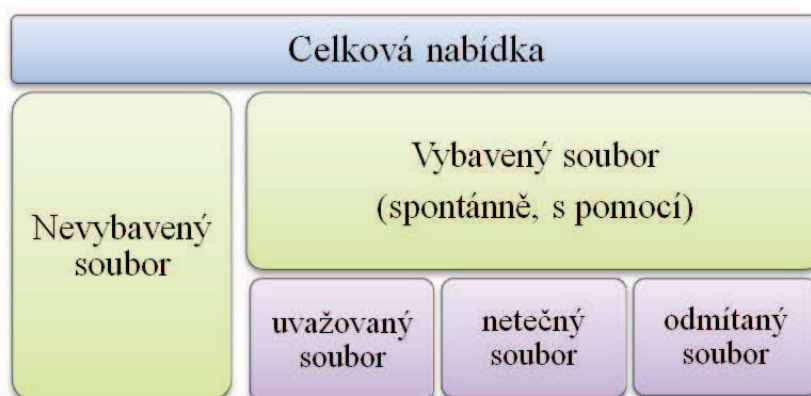 Celková nabídka
Nevybavený
soubor
Vybavený soubor
(spontánně, s pomocí)
uvažovaný
soubor
netečný
soubor
odmítaný
soubor